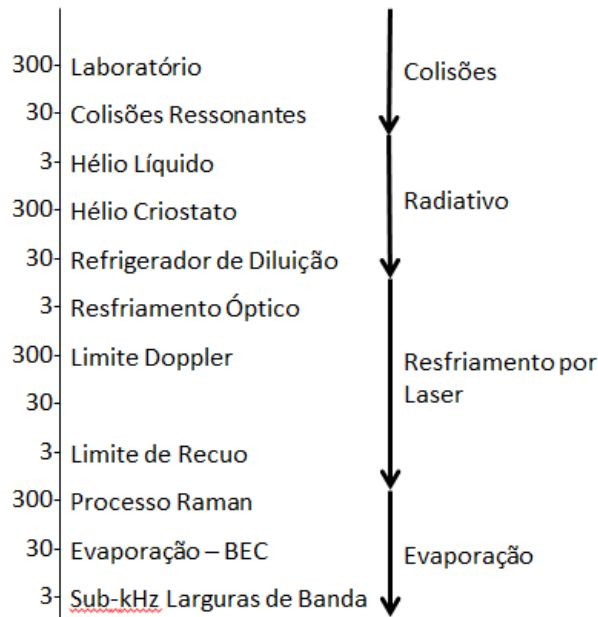 300 Laboratório
Colisões
30 Colisões Ressonantes
3 Hélio Líquido
Radiativo
300 Hélio Criostato
30 Refrigerador de Diluição
3 Resfriamento Óptico
300 Limite Doppler
Resfriamento por
Laser
30
3 Limite de Recuo
300 Processo Raman
30 Evaporação – BEC
Evaporação
3 Sub-kHz Larguras de Banda